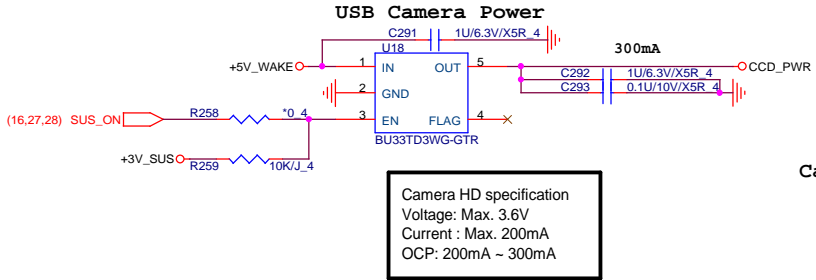 USB Camera Power
C291 1U/6.3V/X5R_4
U18
300mA
+5V_WAKE 1 IN OUT 5 CCD_PWR
C292 1U/6.3V/X5R_4
C293 0.1U/10V/X5R_4
2 GND
(16,27,28) SUS_ON R258 *0_4 3 EN FLAG 4
BU33TD3WG-GTR
+3V_SUS R259 10K/J_4
Ca
Camera HD specification
Voltage: Max. 3.6V
Current : Max. 200mA
OCP: 200mA ~ 300mA